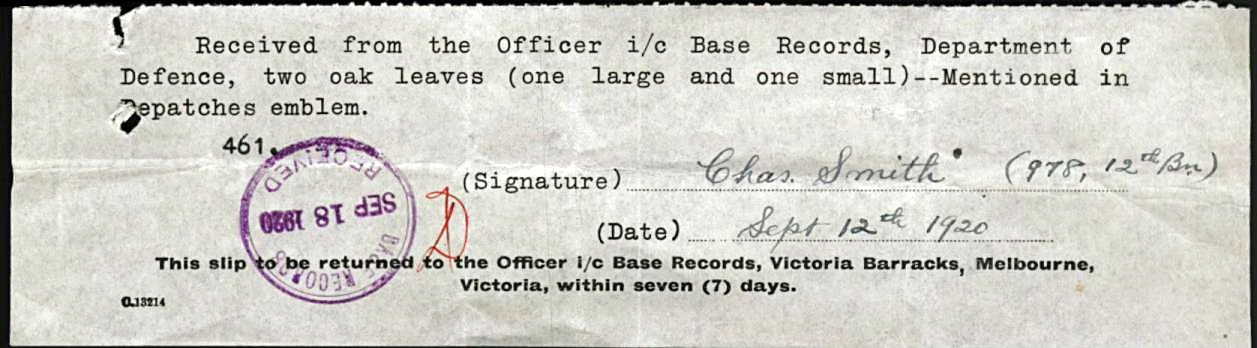 Received from the Officer i/c Base Records, Department of
Defence, two oak leaves (one large and one small)--Mentioned in
Depatches emblem.
461.
(Signature) Chas. Smith (978, 12th Bn)
(Date) Sept 12th 1920
RECEIVED
SEP 18 1920
BASE RECORDS
D
This slip to be returned to the Officer i/c Base Records, Victoria Barracks, Melbourne,
Victoria, within seven (7) days.
C.13214